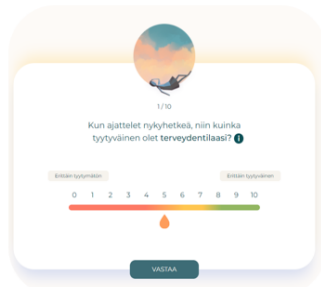 1/10
Kun ajattelet nykyhetkeä, niin kuinka
tyytyväinen olet terveydentilaasi? i
Erittäin tyytymätön Erittäin tyytyväinen
0 1 2 3 4 5 6 7 8 9 10
VASTAA